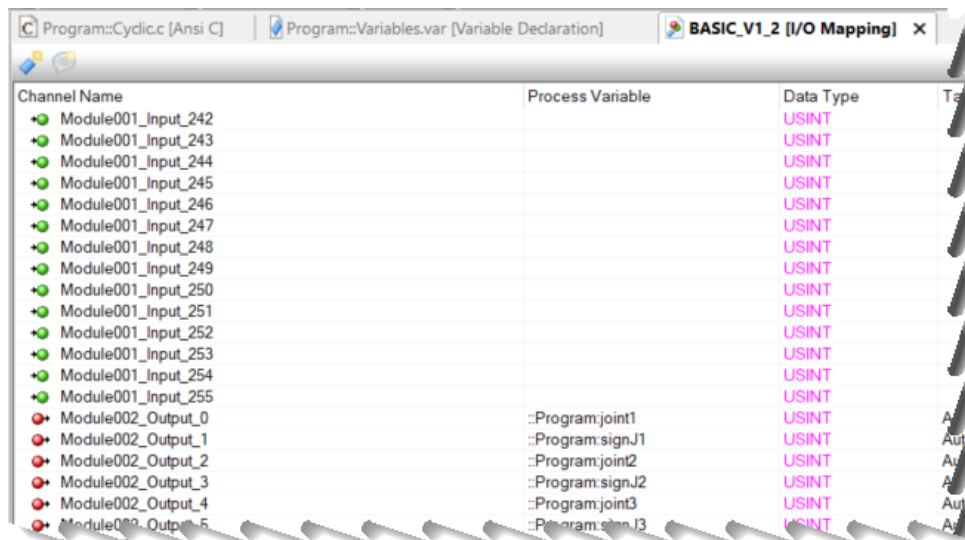 Program::Cyclic.c [Ansi C] Program::Variables.var [Variable Declaration] BASIC_V1_2 [I/O Mapping] X
Channel Name Process Variable Data Type
Module001_Input_242 USINT
Module001_Input_243 USINT
Module001_Input_244 USINT
Module001_Input_245 USINT
Module001_Input_246 USINT
Module001_Input_247 USINT
Module001_Input_248 USINT
Module001_Input_249 USINT
Module001_Input_250 USINT
Module001_Input_251 USINT
Module001_Input_252 USINT
Module001_Input_253 USINT
Module001_Input_254 USINT
Module001_Input_255 USINT
Module002_Output_0 ::Program:joint1 USINT
Module002_Output_1 ::Program:signJ1 USINT Aut
Module002_Output_2 ::Program:joint2 USINT
Module002_Output_3 ::Program:signJ2 USINT
Module002_Output_4 ::Program:joint3 USINT Aut
USINT